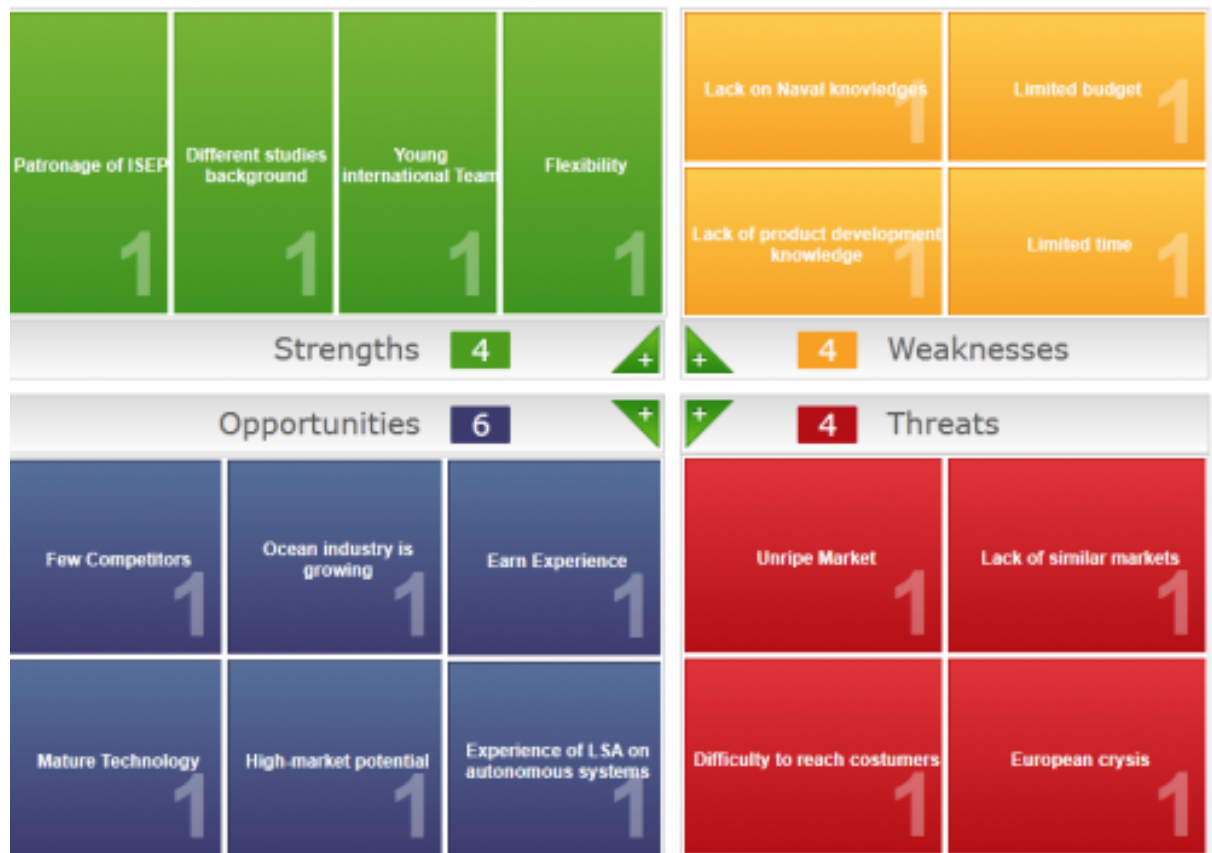 Patronage of ISEP
1
Different studies
background
1
Young
international Team
1
Flexibility
1
Lack on Naval knovledges
1
Limited budget
1
Lack of product development
knowledge
1
Limited time
1
Strengths 4 +
+ 4 Weaknesses
Opportunities 6 +
+ 4 Threats
Few Competitors
1
Ocean industry is
growing
1
Earn Experience
1
Unripe Market
1
Lack of similar markets
1
Mature Technology
1
High-market potential
1
Experience of LSA on
autonomous systems
1
Difficulty to reach costumers
1
European crysis
1